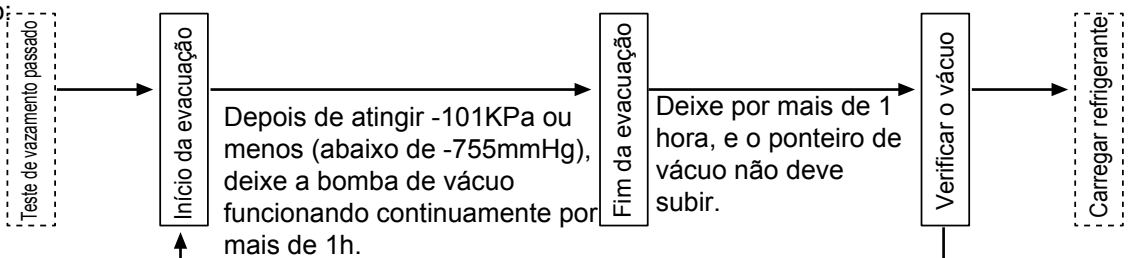 Teste de vazamento passado
Início da evacuação
Depois de atingir -101KPa ou
menos (abaixo de -755mmHg),
deixe a bomba de vácuo
funcionando continuamente por
mais de 1h.
Fim da evacuação
Deixe por mais de 1
hora, e o ponteiro de
vácuo não deve
subir.
Verificar o vácuo
Carregar refrigerante